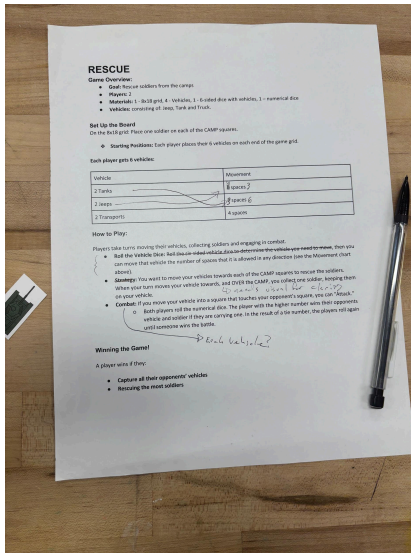 RESCUE
Game Overview:
● Goal: Rescue soldiers from the camps
● Players: 2
● Materials: 1 - 8x18 grid, 4 - Vehicles, 1 - 6-sided dice with vehicles, 1 – numerical dice
● Vehicles: consisting of: Jeep, Tank and Truck.
Set Up the Board
On the 8x18 grid: Place one soldier on each of the CAMP squares.
❖ Starting Positions: Each player places their 6 vehicles on each end of the game grid.
Each player gets 6 vehicles:
Vehicle Movement
2 Tanks spaces 3
2 Jeeps spaces 6
2 Transports 4 spaces
How to Play:
Players take turns moving their vehicles, collecting soldiers and engaging in combat.
● Roll the Vehicle Dice: Roll the six-sided vehicle dice to determine the vehicle you need to move, then you
can move that vehicle the number of spaces that it is allowed in any direction (see the Movement chart
above).
● Strategy: You want to move your vehicles towards each of the CAMP squares to rescue the soldiers.
When your turn moves your vehicle towards, and OVER the CAMP, you collect one soldier, keeping them
on your vehicle.
● Combat: If you move your vehicle into a square that touches your opponent's square, you can "Attack."
○ Both players roll the numerical dice. The player with the higher number wins their opponents
vehicle and soldier if they are carrying one. In the result of a tie number, the players roll again
until someone wins the battle.
vehicle?
Winning the Game!
A player wins if they:
● Capture all their opponents' vehicles
● Rescuing the most soldiers